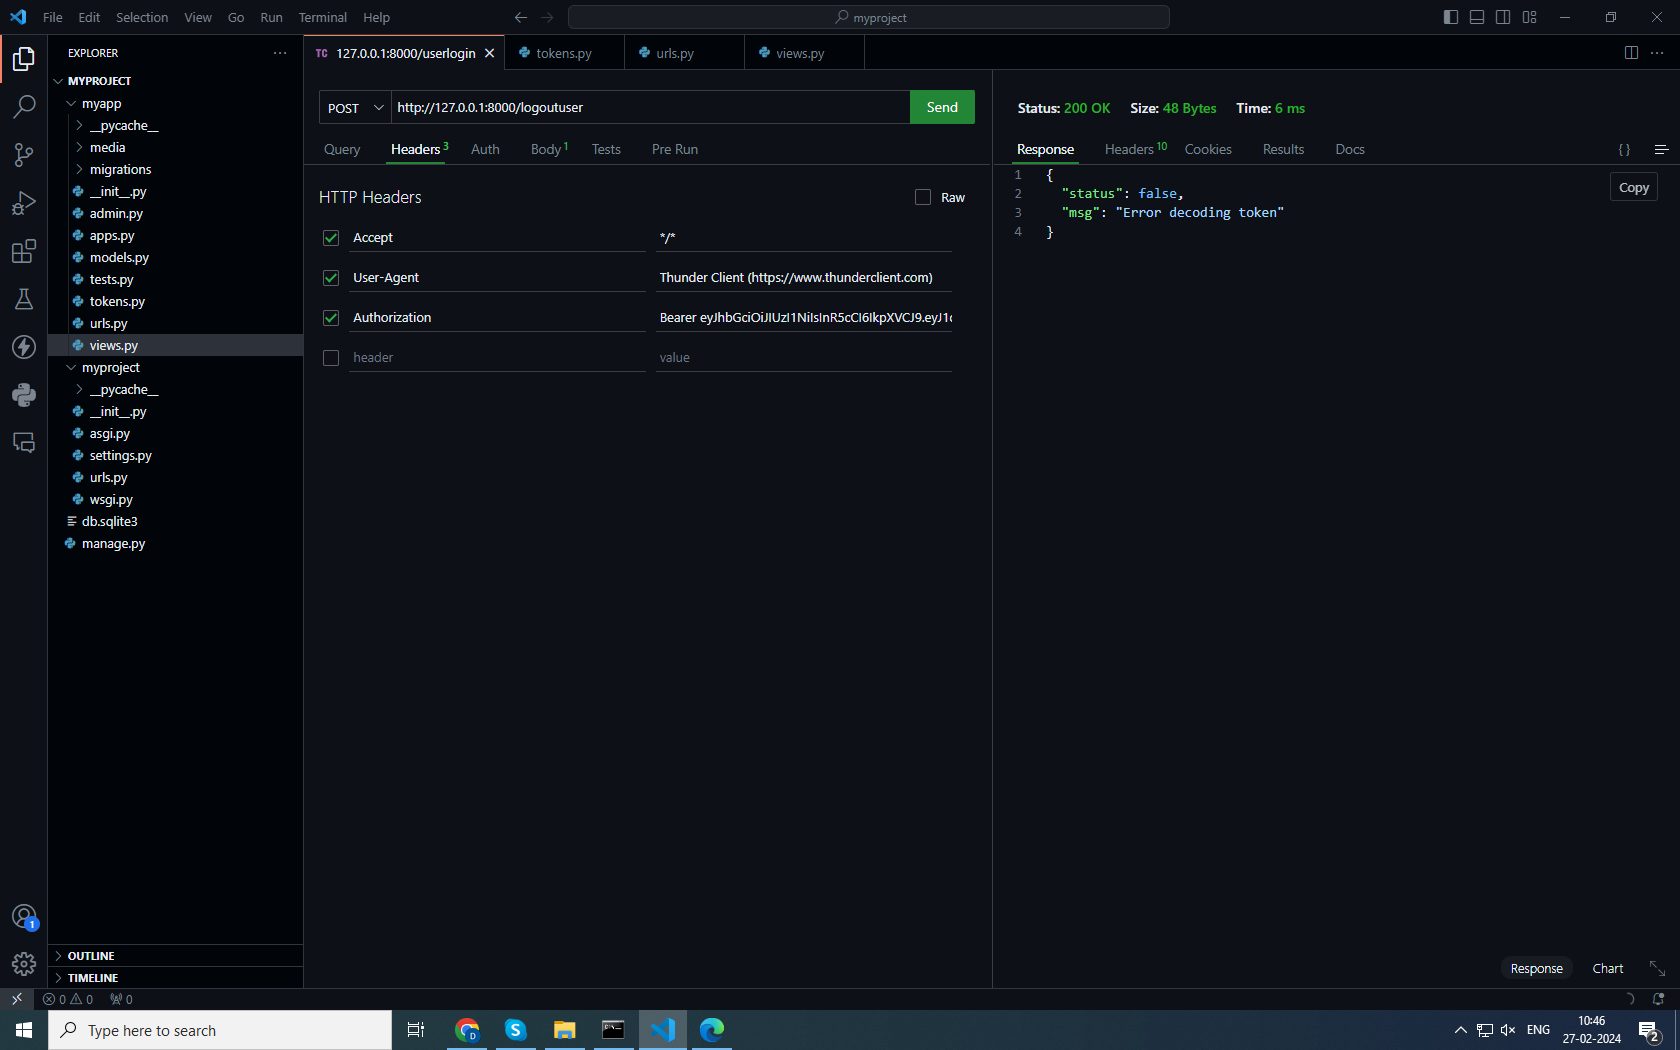 File Edit Selection View Go Run Terminal Help
myproject
EXPLORER
MYPROJECT
myapp
__pycache__
media
migrations
__init__.py
admin.py
apps.py
models.py
tests.py
tokens.py
urls.py
views.py
myproject
__pycache__
__init__.py
asgi.py
settings.py
urls.py
wsgi.py
db.sqlite3
manage.py
OUTLINE
TIMELINE
TC 127.0.0.1:8000/userlogin tokens.py urls.py views.py
POST http://127.0.0.1:8000/logoutuser Send
Query Headers 3 Auth Body 1 Tests Pre Run
HTTP Headers Raw
Accept */*
User-Agent Thunder Client (https://www.thunderclient.com)
Authorization Bearer eyJhbGciOiJIUzI1NiIsInR5cCI6IkpXVCJ9.eyJ1c
header value
Status: 200 OK Size: 48 Bytes Time: 6 ms
Response Headers 10 Cookies Results Docs { }
Copy
1 {
2 "status": false,
3 "msg": "Error decoding token"
4 }
Response Chart
1
0 0 0
Type here to search
ENG
10:46
27-02-2024
2